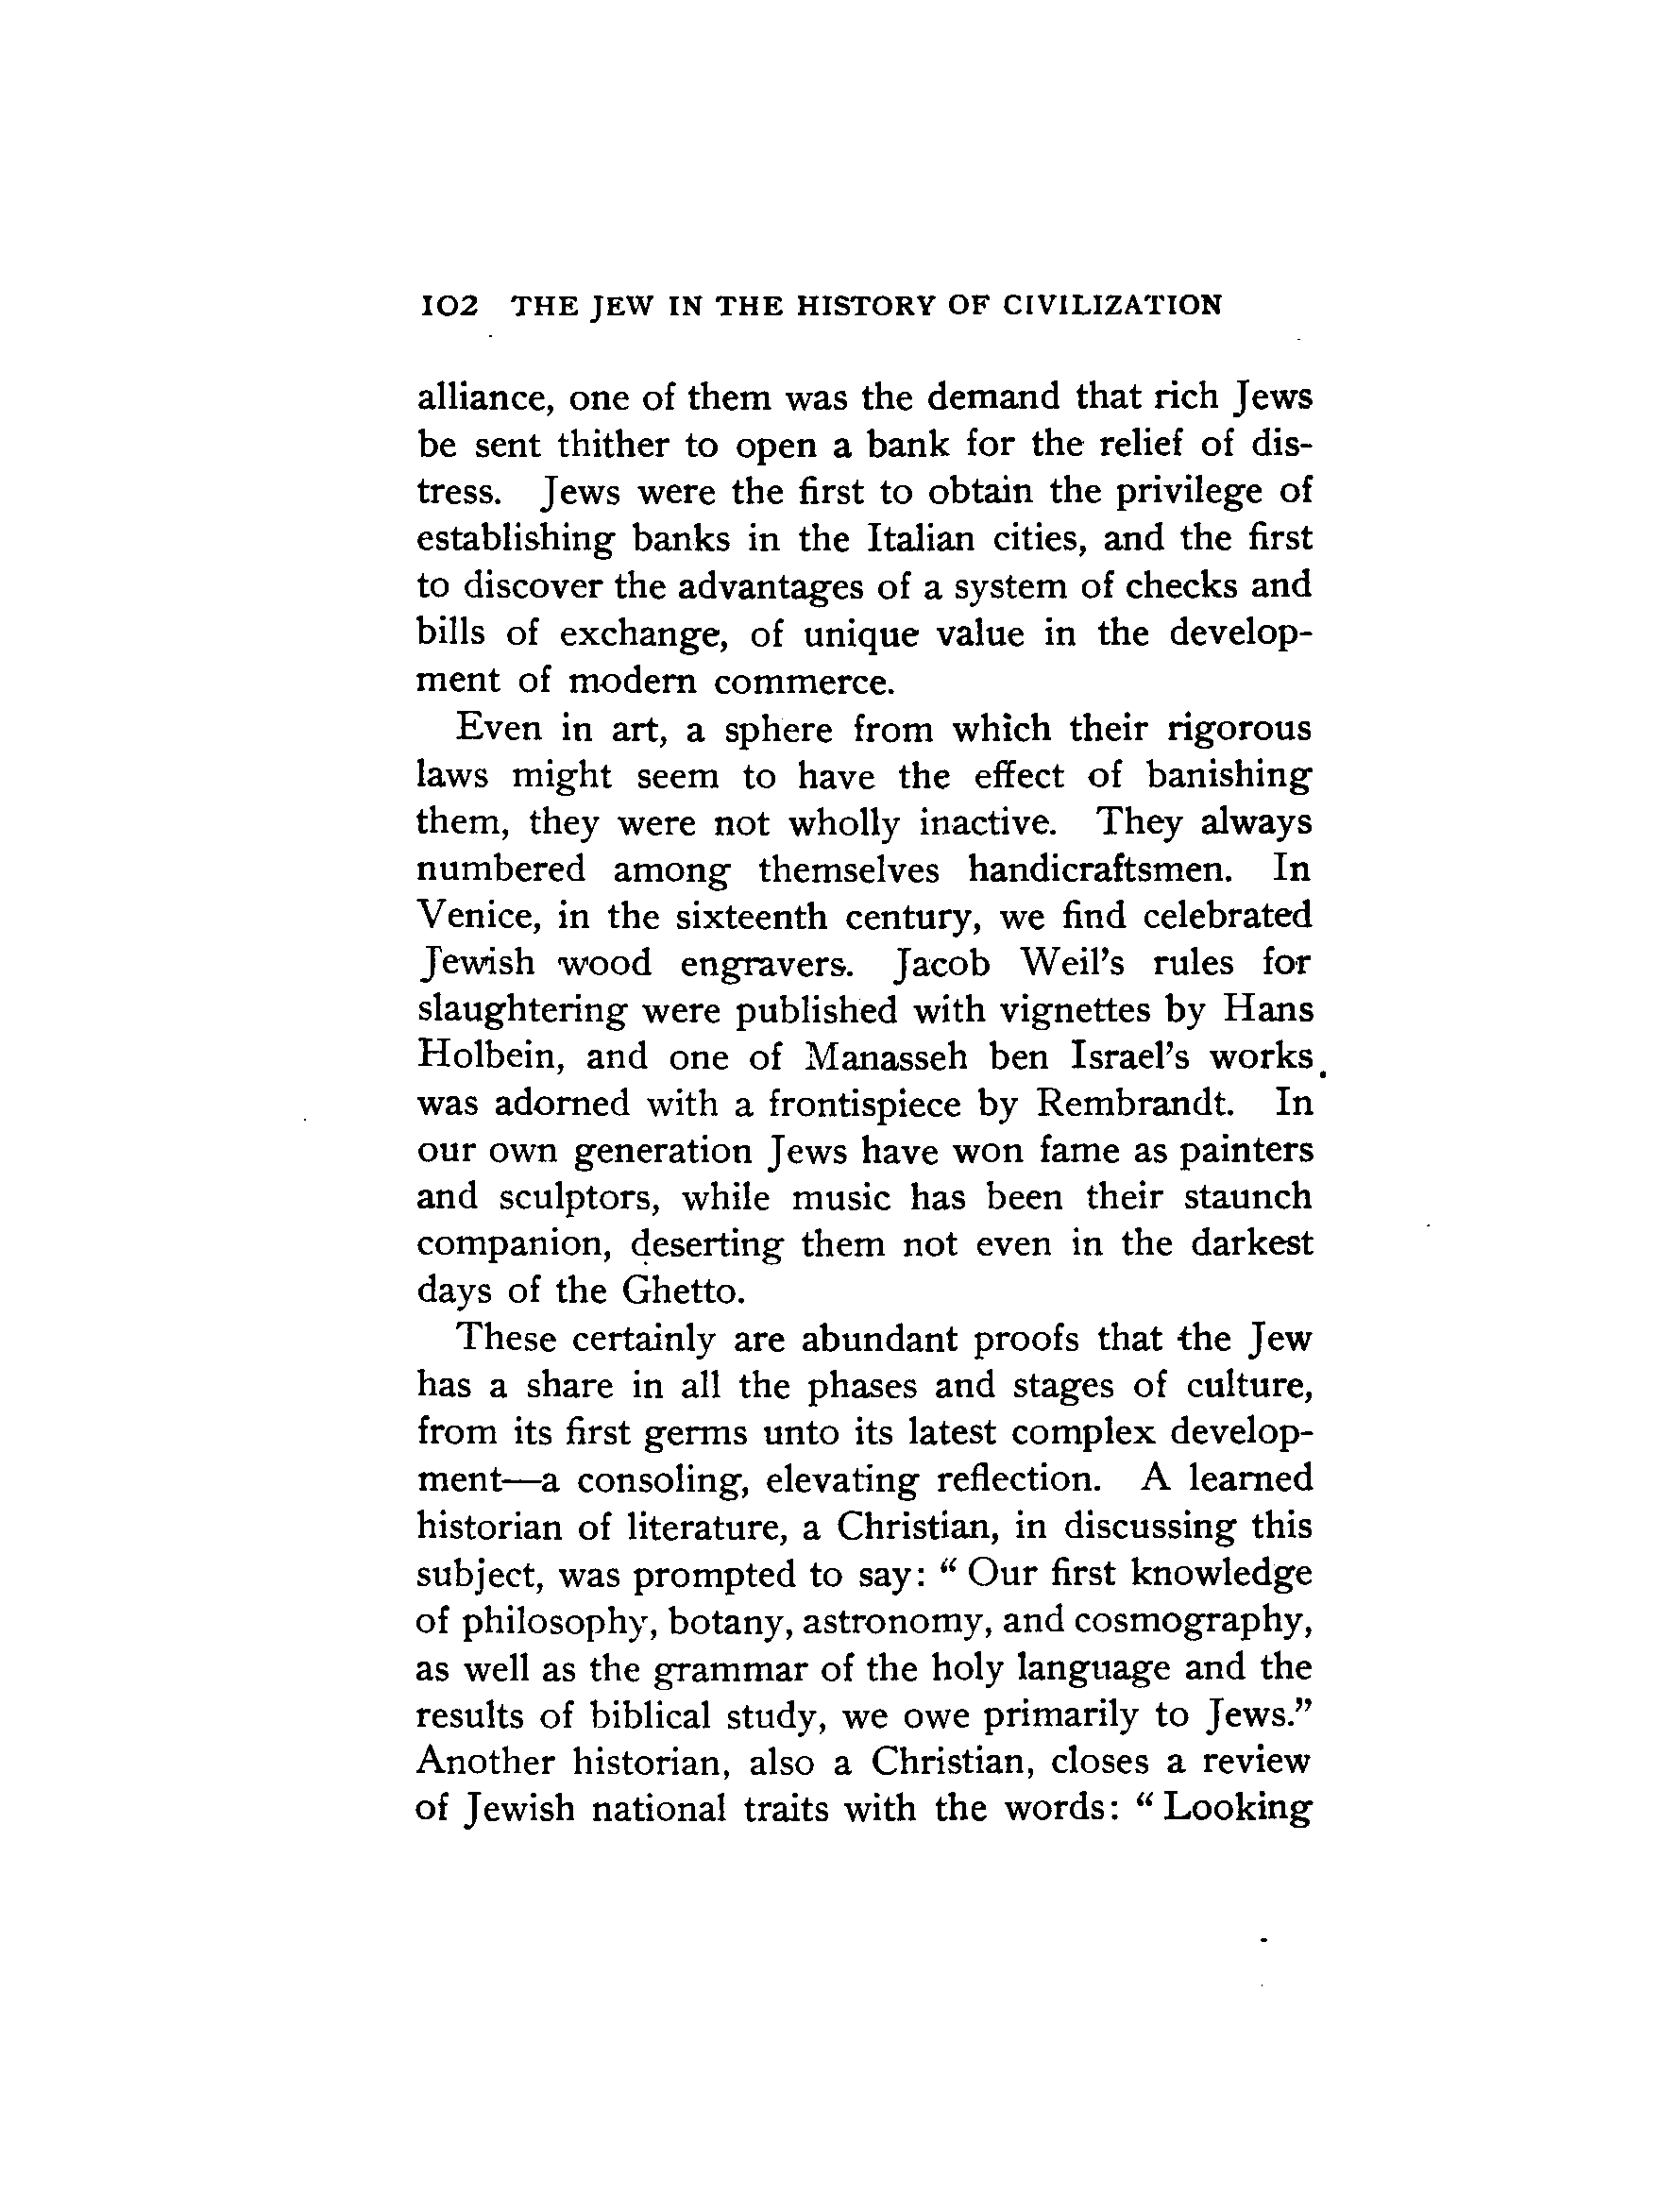 102 THE JEW IN THE HISTORY OF CIVILIZATION
alliance, one of them was the demand that rich Jews
be sent thither to open a bank for the relief of dis-
tress. Jews were the first to obtain the privilege of
establishing banks in the Italian cities, and the first
to discover the advantages of a system of checks and
bills of exchange, of unique value in the develop-
ment of modern commerce.
Even in art, a sphere from which their rigorous
laws might seem to have the effect of banishing
them, they were not wholly inactive. They always
numbered among themselves handicraftsmen. In
Venice, in the sixteenth century, we find celebrated
Jewish wood engravers. Jacob Weil's rules for
slaughtering were published with vignettes by Hans
Holbein, and one of Manasseh ben Israel's works
was adorned with a frontispiece by Rembrandt. In
our own generation Jews have won fame as painters
and sculptors, while music has been their staunch
companion, deserting them not even in the darkest
days of the Ghetto.
These certainly are abundant proofs that the Jew
has a share in all the phases and stages of culture,
from its first germs unto its latest complex develop-
ment—a consoling, elevating reflection. A learned
historian of literature, a Christian, in discussing this
subject, was prompted to say: “ Our first knowledge
of philosophy, botany, astronomy, and cosmography,
as well as the grammar of the holy language and the
results of biblical study, we owe primarily to Jews.”
Another historian, also a Christian, closes a review
of Jewish national traits with the words: “ Looking